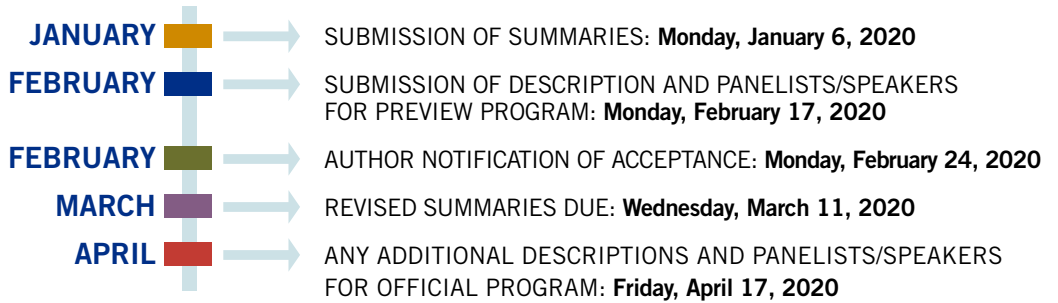 JANUARY SUBMISSION OF SUMMARIES: Monday, January 6, 2020
FEBRUARY SUBMISSION OF DESCRIPTION AND PANELISTS/SPEAKERS
FOR PREVIEW PROGRAM: Monday, February 17, 2020
FEBRUARY AUTHOR NOTIFICATION OF ACCEPTANCE: Monday, February 24, 2020
MARCH REVISED SUMMARIES DUE: Wednesday, March 11, 2020
APRIL ANY ADDITIONAL DESCRIPTIONS AND PANELISTS/SPEAKERS
FOR OFFICIAL PROGRAM: Friday, April 17, 2020